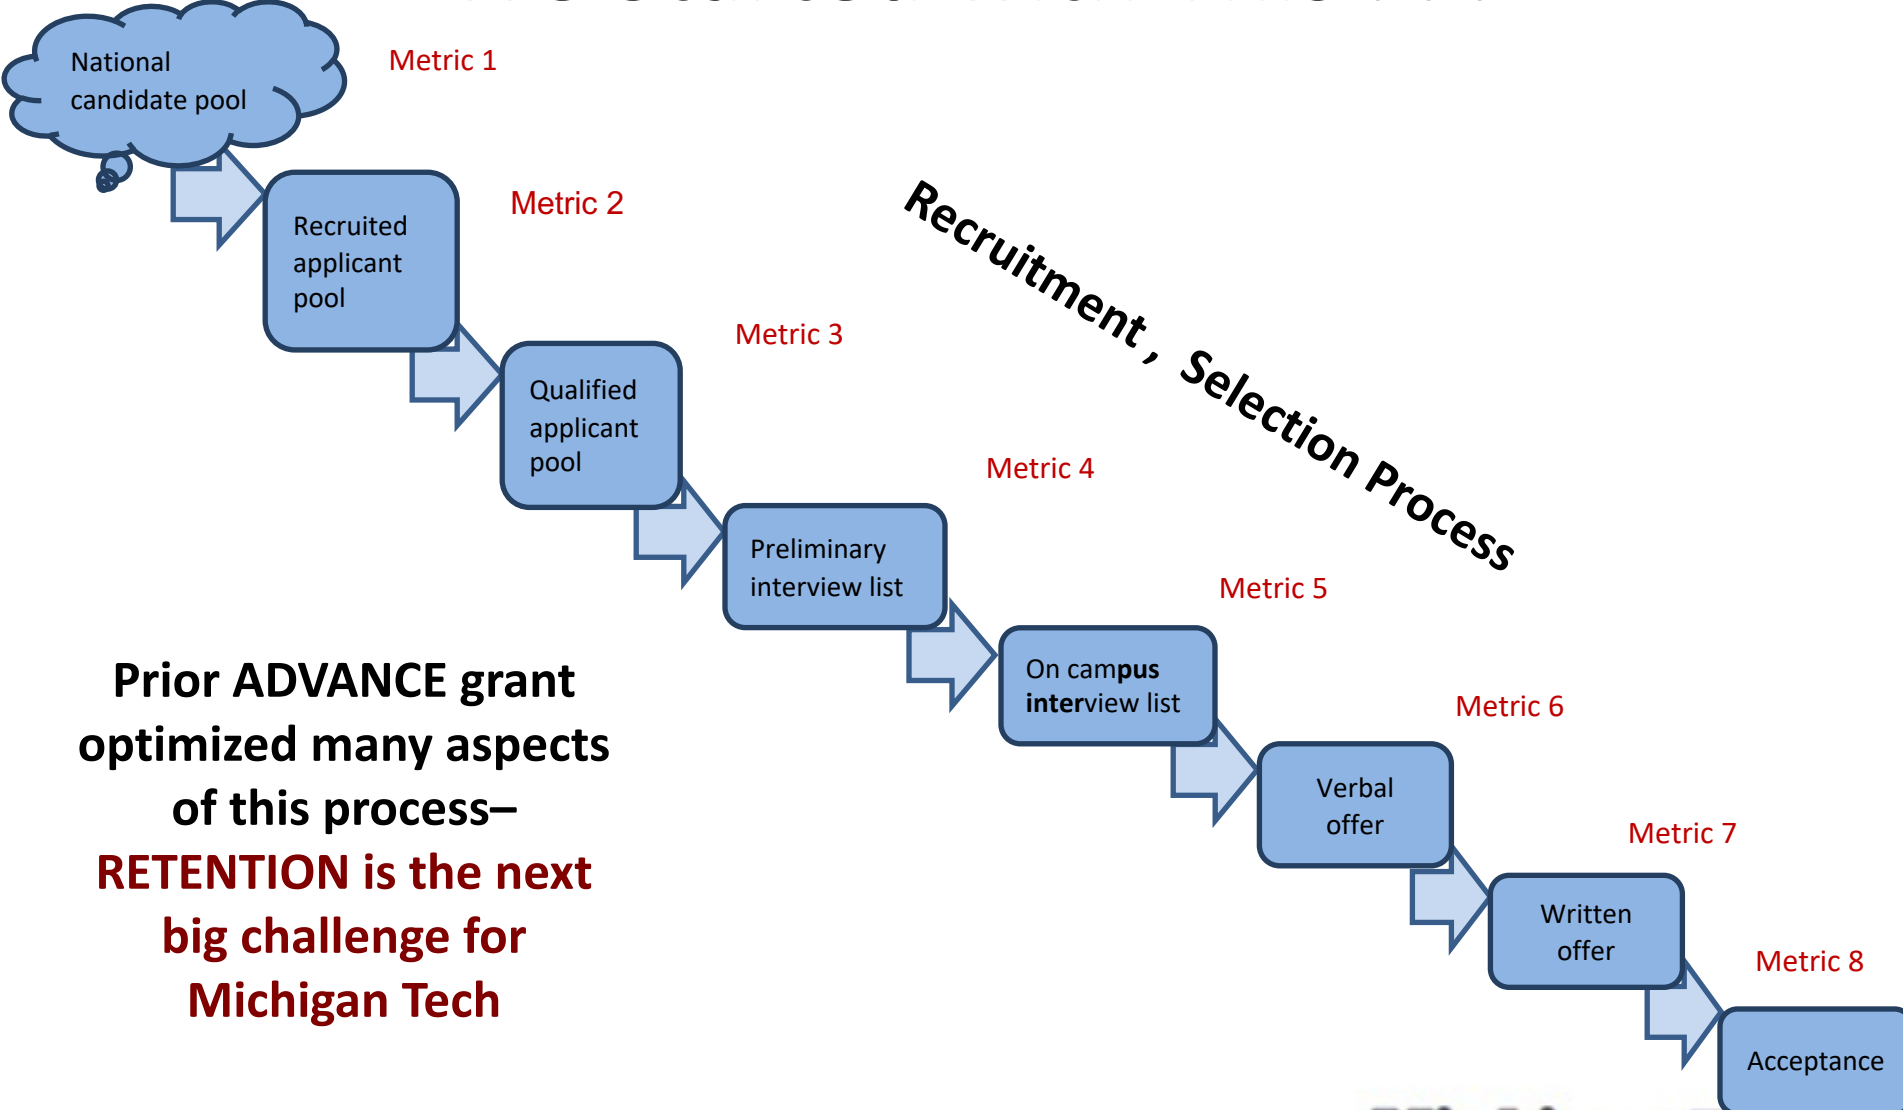 National
candidate pool
Metric 1
Recruited
applicant
pool
Metric 2
Qualified
applicant
pool
Metric 3
Recruitment ,  Selection Process
Preliminary
interview list
Metric 4
On campus
interview list
Metric 5
Verbal
offer
Metric 6
Written
offer
Metric 7
Acceptance
Metric 8
Prior ADVANCE grant
optimized many aspects
of this process–
RETENTION is the next
big challenge for
Michigan Tech